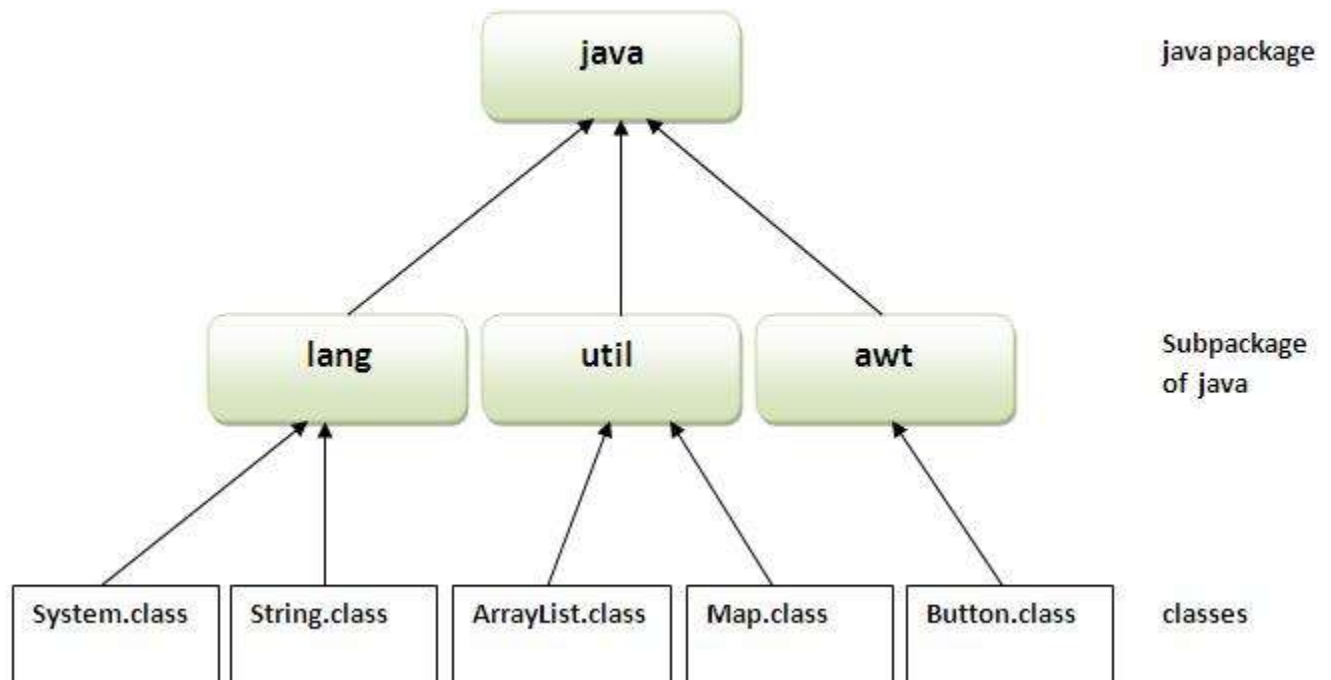 java
java package
lang
util
awt
Subpackage
of java
System.class
String.class
ArrayList.class
Map.class
Button.class
classes